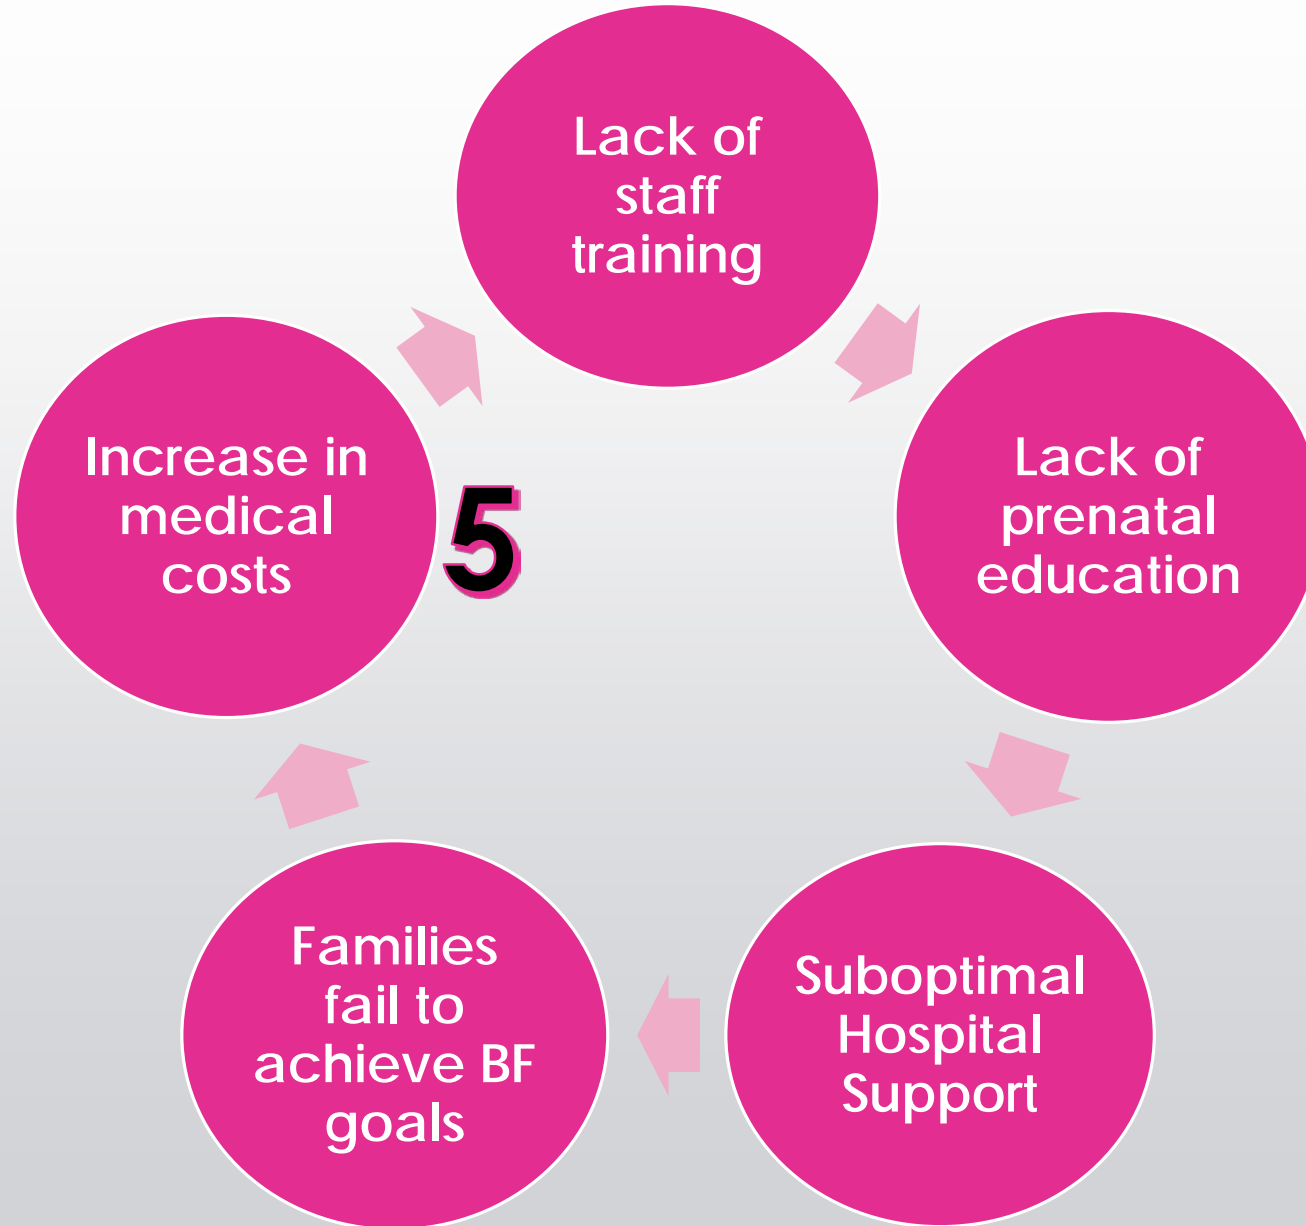 Lack of
staff
training
Lack of
prenatal
education
Suboptimal
Hospital
Support
Families
fail to
achieve BF
goals
Increase in
medical
costs
5